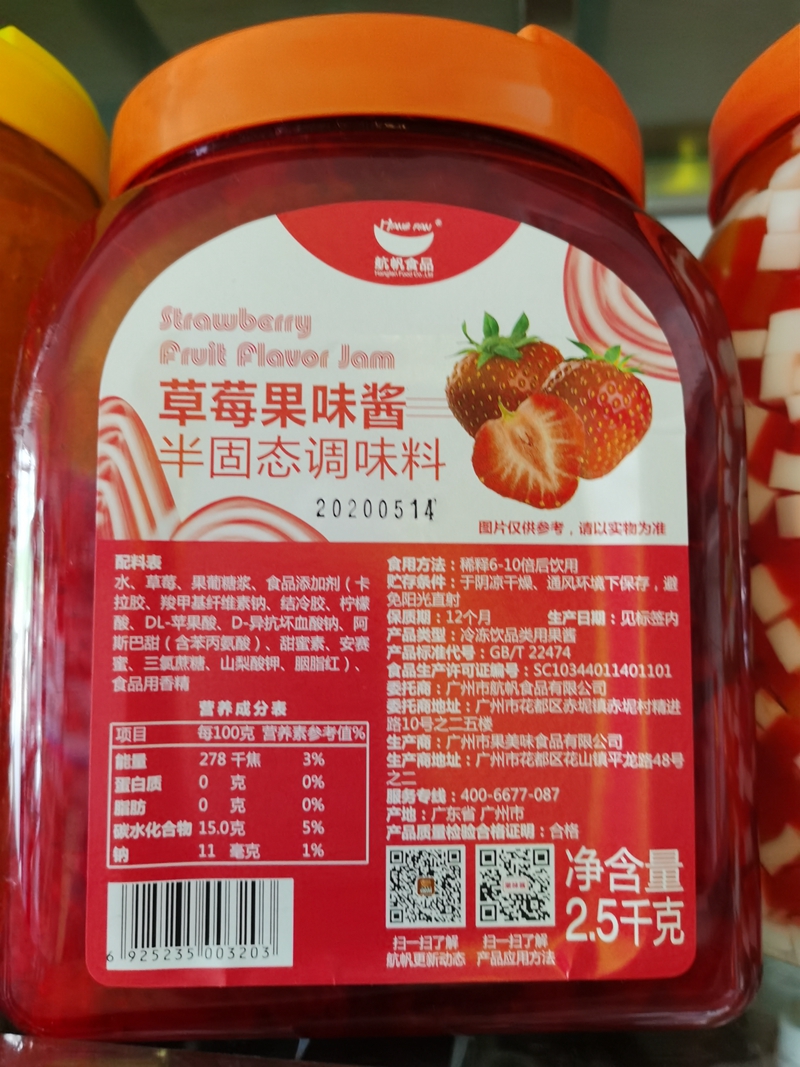 HANG FAN®
航帆食品
Hangfan Food Co.,Ltd
Strawberry
Fruit Flavor Jam
草莓果味酱
半固态调味料
20200514
图片仅供参考，请以实物为准
配料表
水、草莓、果葡糖浆、食品添加剂（卡
拉胶、羧甲基纤维素钠、结冷胶、柠檬
酸、DL-苹果酸、D-异抗坏血酸钠、阿
斯巴甜（含苯丙氨酸）、甜蜜素、安赛
蜜、三氯蔗糖、山梨酸钾、胭脂红）、
食品用香精
营养成分表
项目 每100克 营养素参考值%
能量 278 千焦 3%
蛋白质 0 克 0%
脂肪 0 克 0%
碳水化合物 15.0克 5%
钠 11 毫克 1%
6 925235 003203
食用方法：稀释6-10倍后饮用
贮存条件：于阴凉干燥、通风环境下保存，避
免阳光直射
保质期：12个月 生产日期：见标签内
产品类型：冷冻饮品类用果酱
产品标准代号：GB/T 22474
食品生产许可证编号：SC10344011401101
委托商：广州市航帆食品有限公司
委托商地址：广州市花都区赤坭镇赤坭村精进
路10号之二五楼
生产商：广州市果美味食品有限公司
生产商地址：广州市花都区花山镇平龙路48号
之二
服务专线：400-6677-087
产地：广东省 广州市
产品质量检验合格证明：合格
扫一扫了解
航帆更新动态
扫一扫了解
产品应用方法
净含量
2.5千克